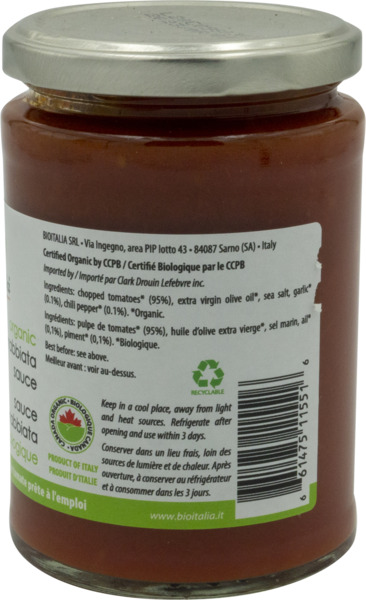 BIOITALIA SRL • Via Ingegno, area PIP lotto 43 • 84087 Sarno (SA) • Italy
Certified Organic by CCPB / Certifié Biologique par le CCPB
Imported by / Importé par Clark Drouin Lefebvre inc.
Ingredients: chopped tomatoes* (95%), extra virgin olive oil*, sea salt, garlic*
(0.1%), chili pepper* (0.1%). *Organic.
Ingrédients: pulpe de tomates* (95%), huile d'olive extra vierge*, sel marin, ail*
(0,1%), piment* (0,1%). *Biologique.
Best before: see above.
Meilleur avant : voir au-dessus.
organic
abbiata
sauce
sauce
abbiata
gique
RECYCLABLE
CANADA ORGANIC • BIOLOGIQUE CANADA
PRODUCT OF ITALY
PRODUIT D'ITALIE
Keep in a cool place, away from light
and heat sources. Refrigerate after
opening and use within 3 days.
Conserver dans un lieu frais, loin des
sources de lumière et de chaleur. Après
ouverture, à conserver au réfrigérateur
et à consommer dans les 3 jours.
6 61475 11551 6
prête à l'emploi
www.bioitalia.it